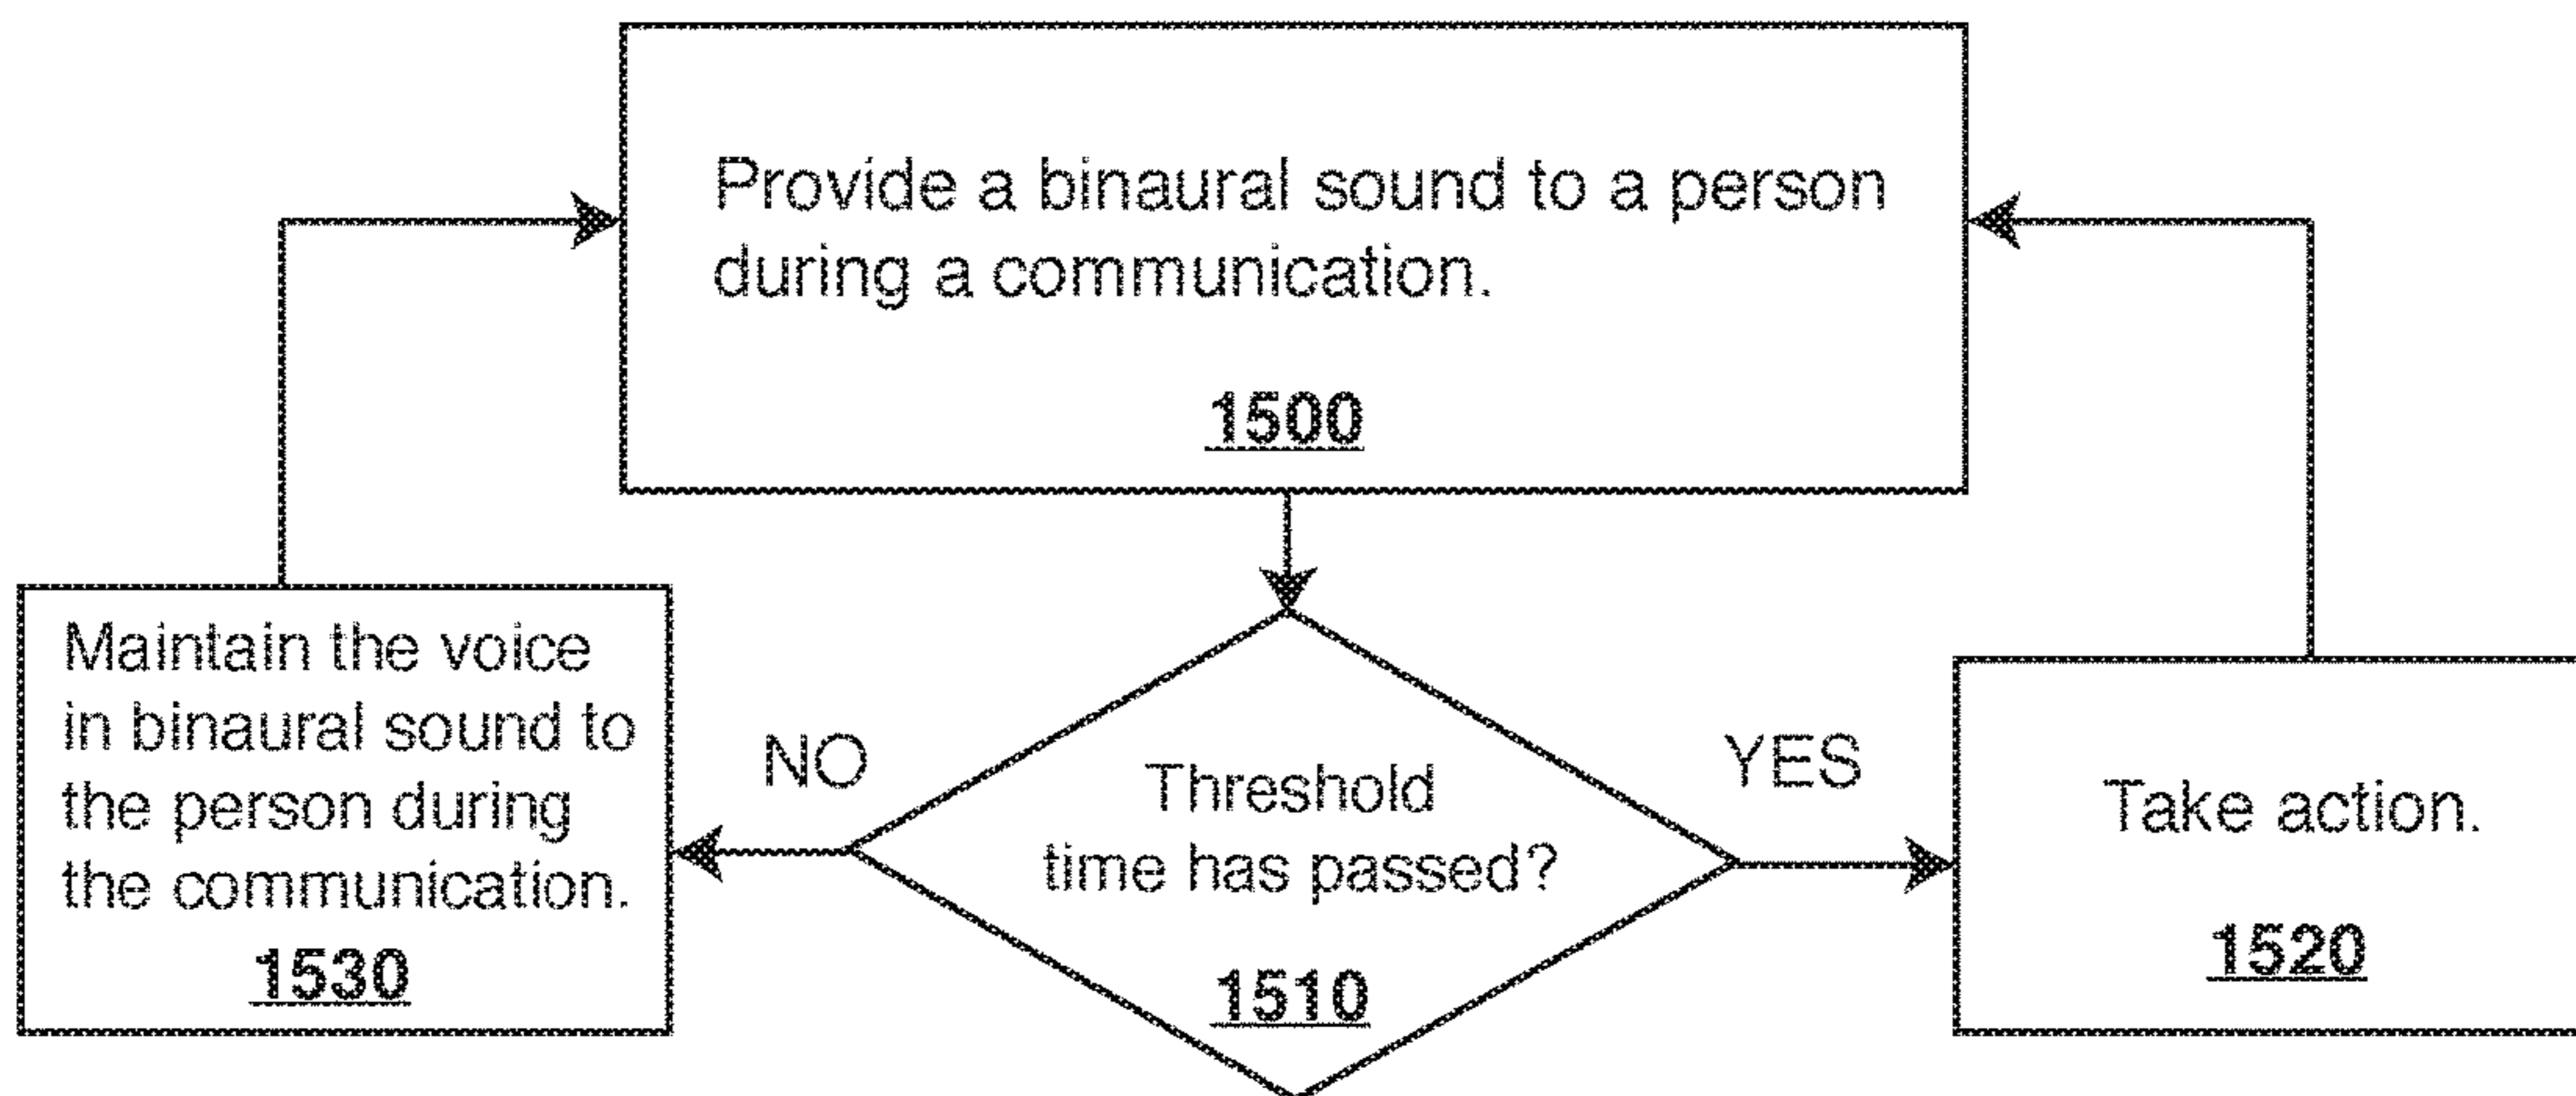 Provide a binaural sound to a person
during a communication.
1500
Maintain the voice
in binaural sound to
the person during
the communication.
1530
NO
Threshold
time has passed?
1510
YES
Take action.
1520